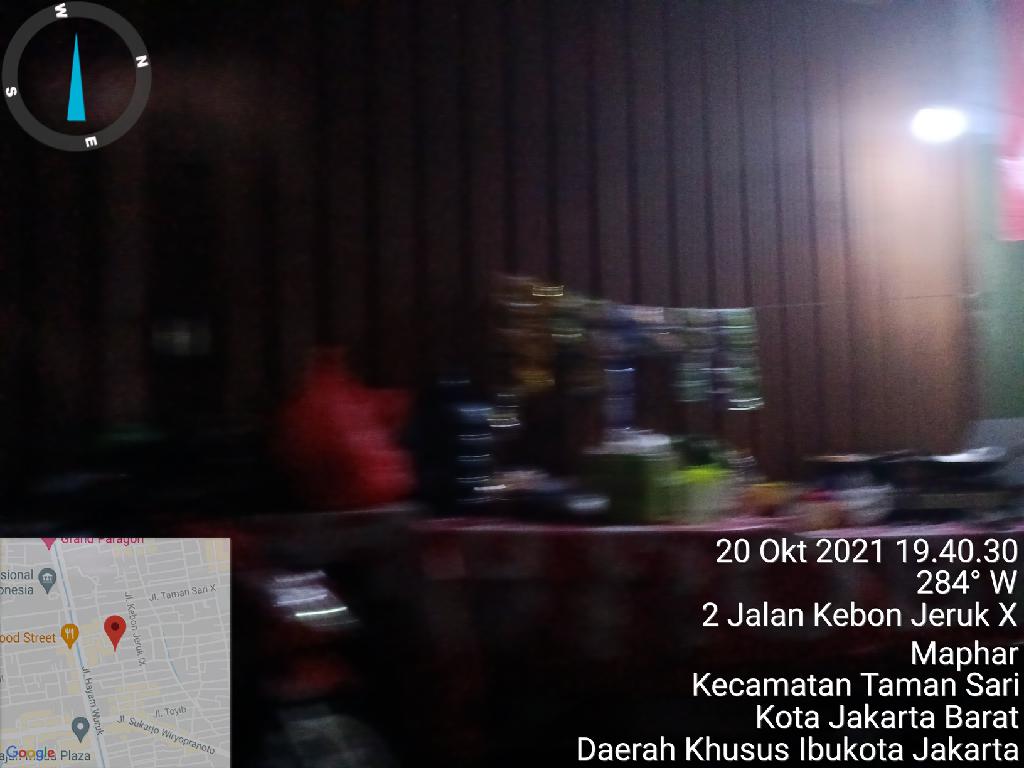 W
N
S
E
20 Okt 2021 19.40.30
284° W
2 Jalan Kebon Jeruk X
Maphar
Kecamatan Taman Sari
Kota Jakarta Barat
Daerah Khusus Ibukota Jakarta
Grand Paragon
sional
onesia
Jl. Taman Sari X
Jl. Kebon Jeruk IX
ood Street
Jl. Hayam Wuruk
Jl. Toyib
Jl. Sukarjo Wiryopranoto
Plaza
Google